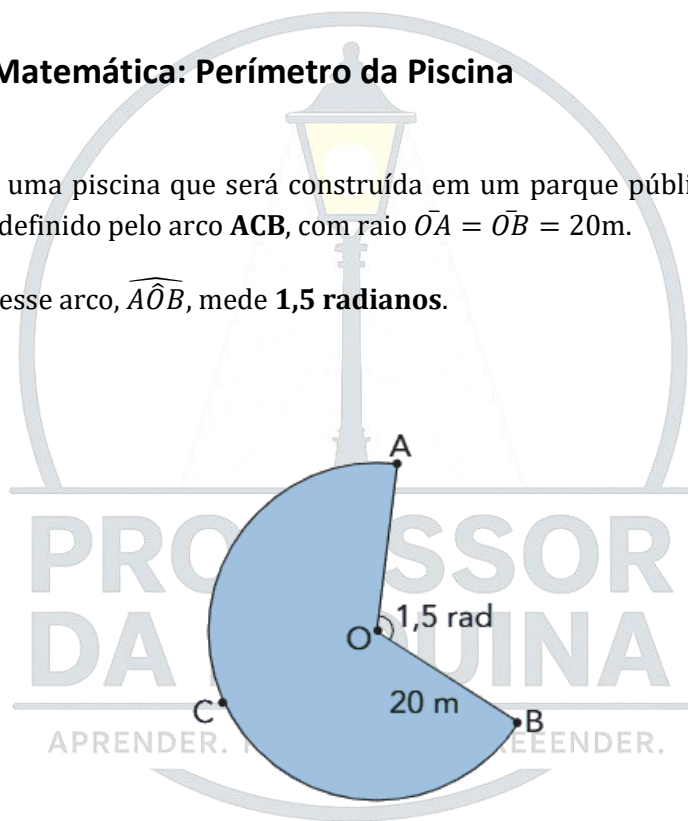 Matemática: Perímetro da Piscina
uma piscina que será construída em um parque públi
definido pelo arco ACB, com raio OA̅ = OB̅ = 20m.
esse arco, AÔB, mede 1,5 radianos.
A
1,5 rad
O
20 m
C
B
PRO SSOR
DA UINA
APRENDER. EEENDER.